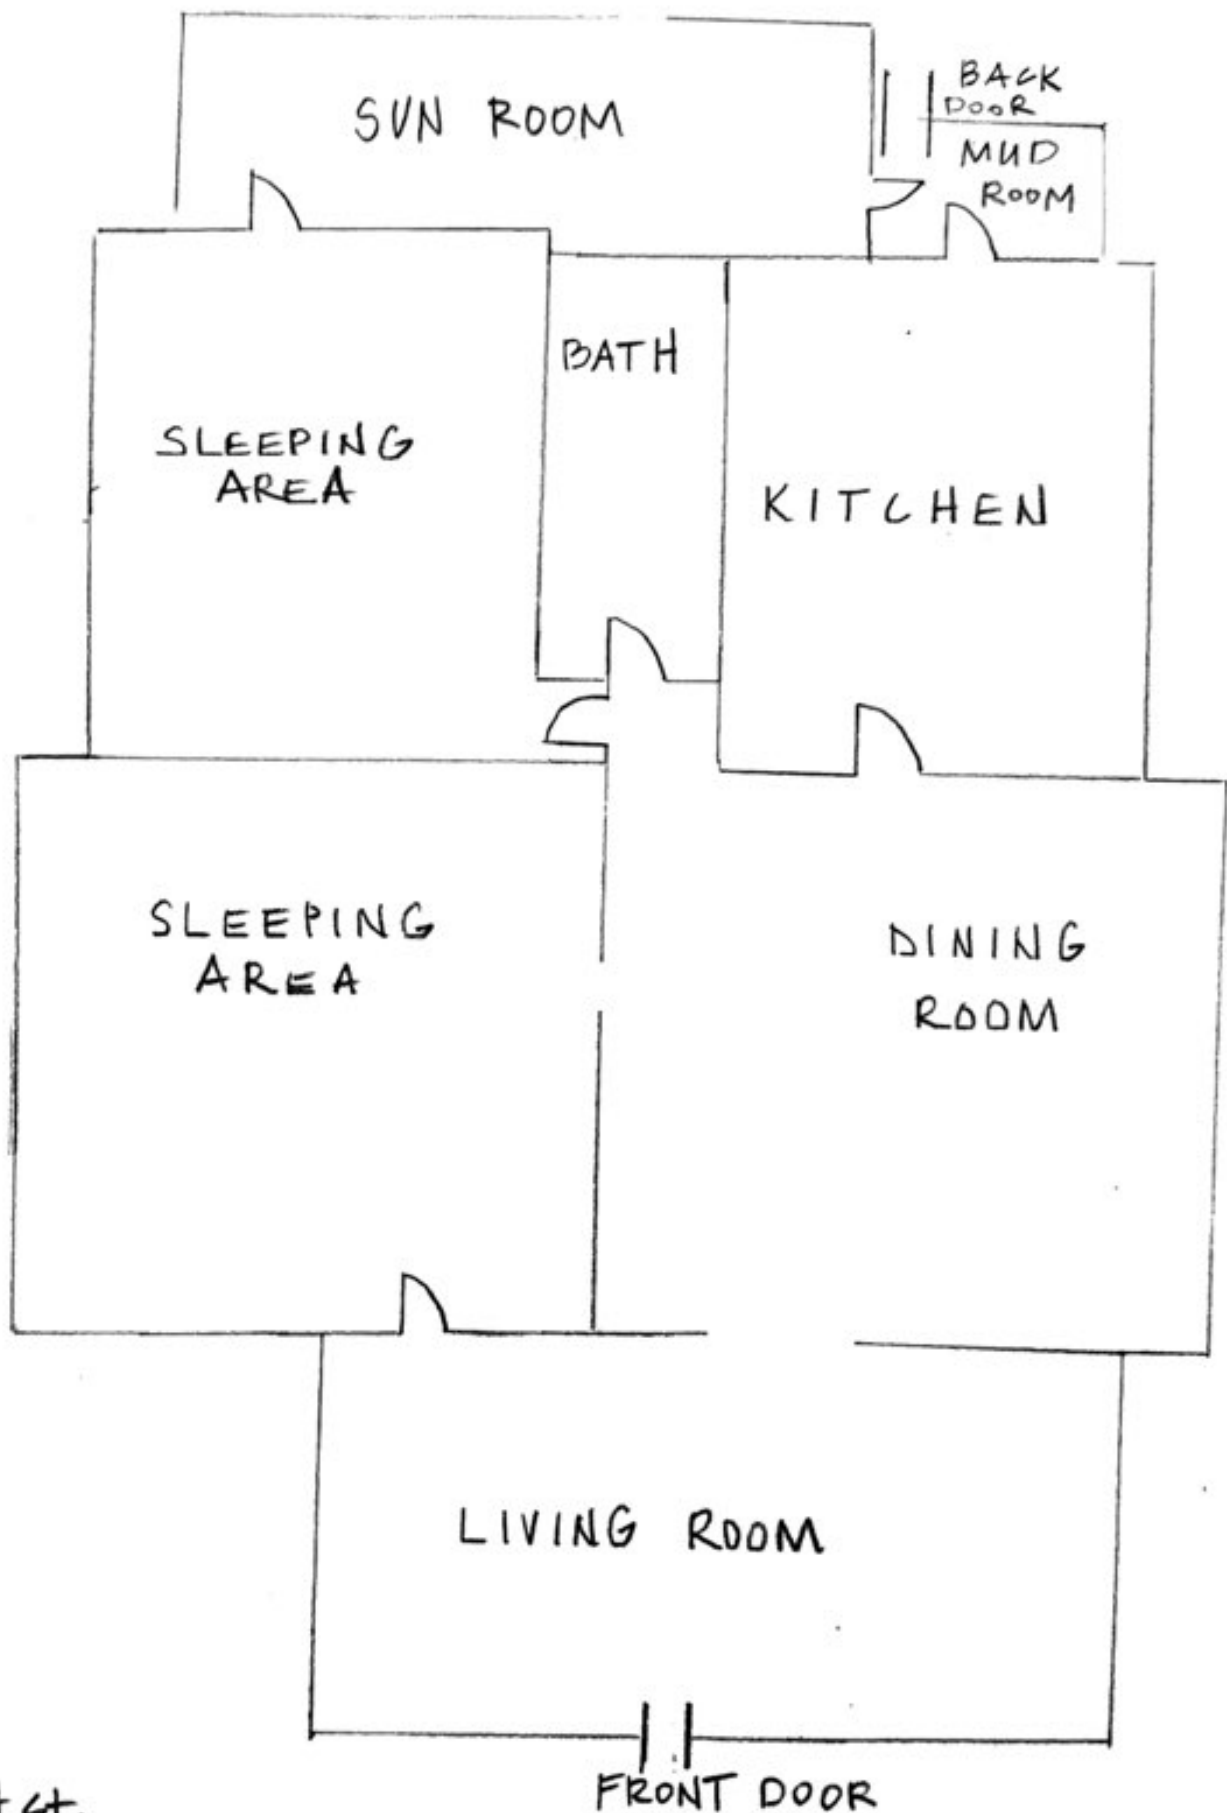 SUN ROOM
BACK
DOOR
MUD
ROOM
BATH
SLEEPING
AREA
KITCHEN
SLEEPING
AREA
DINING
ROOM
LIVING ROOM
FRONT DOOR